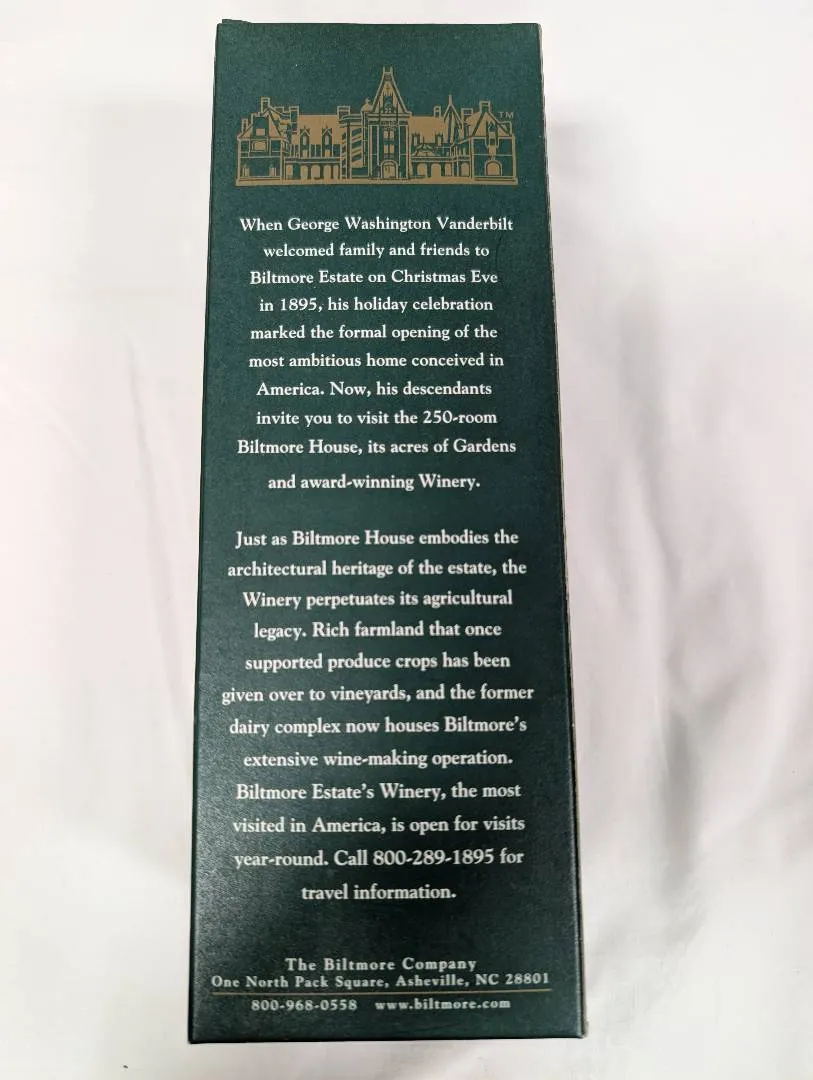 TM
When George Washington Vanderbilt
welcomed family and friends to
Biltmore Estate on Christmas Eve
in 1895, his holiday celebration
marked the formal opening of the
most ambitious home conceived in
America. Now, his descendants
invite you to visit the 250-room
Biltmore House, its acres of Gardens
and award-winning Winery.
Just as Biltmore House embodies the
architectural heritage of the estate, the
Winery perpetuates its agricultural
legacy. Rich farmland that once
supported produce crops has been
given over to vineyards, and the former
dairy complex now houses Biltmore's
extensive wine-making operation.
Biltmore Estate's Winery, the most
visited in America, is open for visits
year-round. Call 800-289-1895 for
travel information.
The Biltmore Company
One North Pack Square, Asheville, NC 28801
800-968-0558 www.biltmore.com